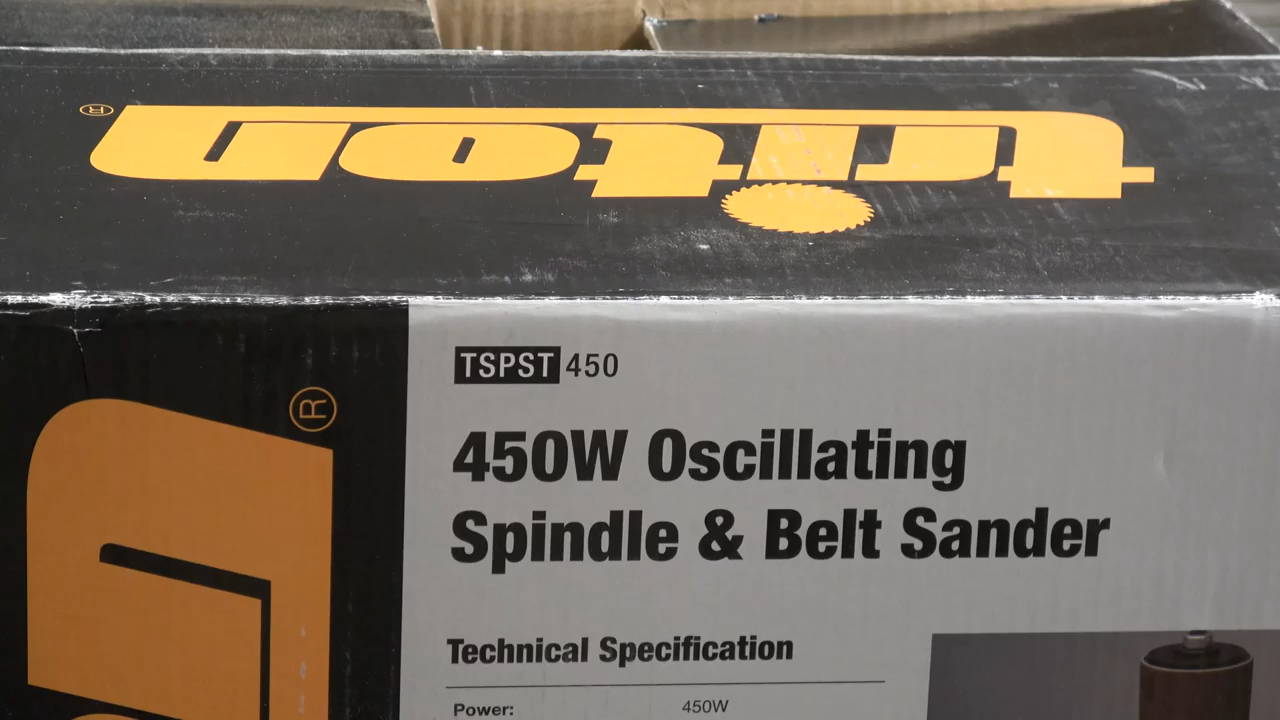 triton®
TSPST 450
450W Oscillating
Spindle & Belt Sander
Technical Specification
Power: 450W
®